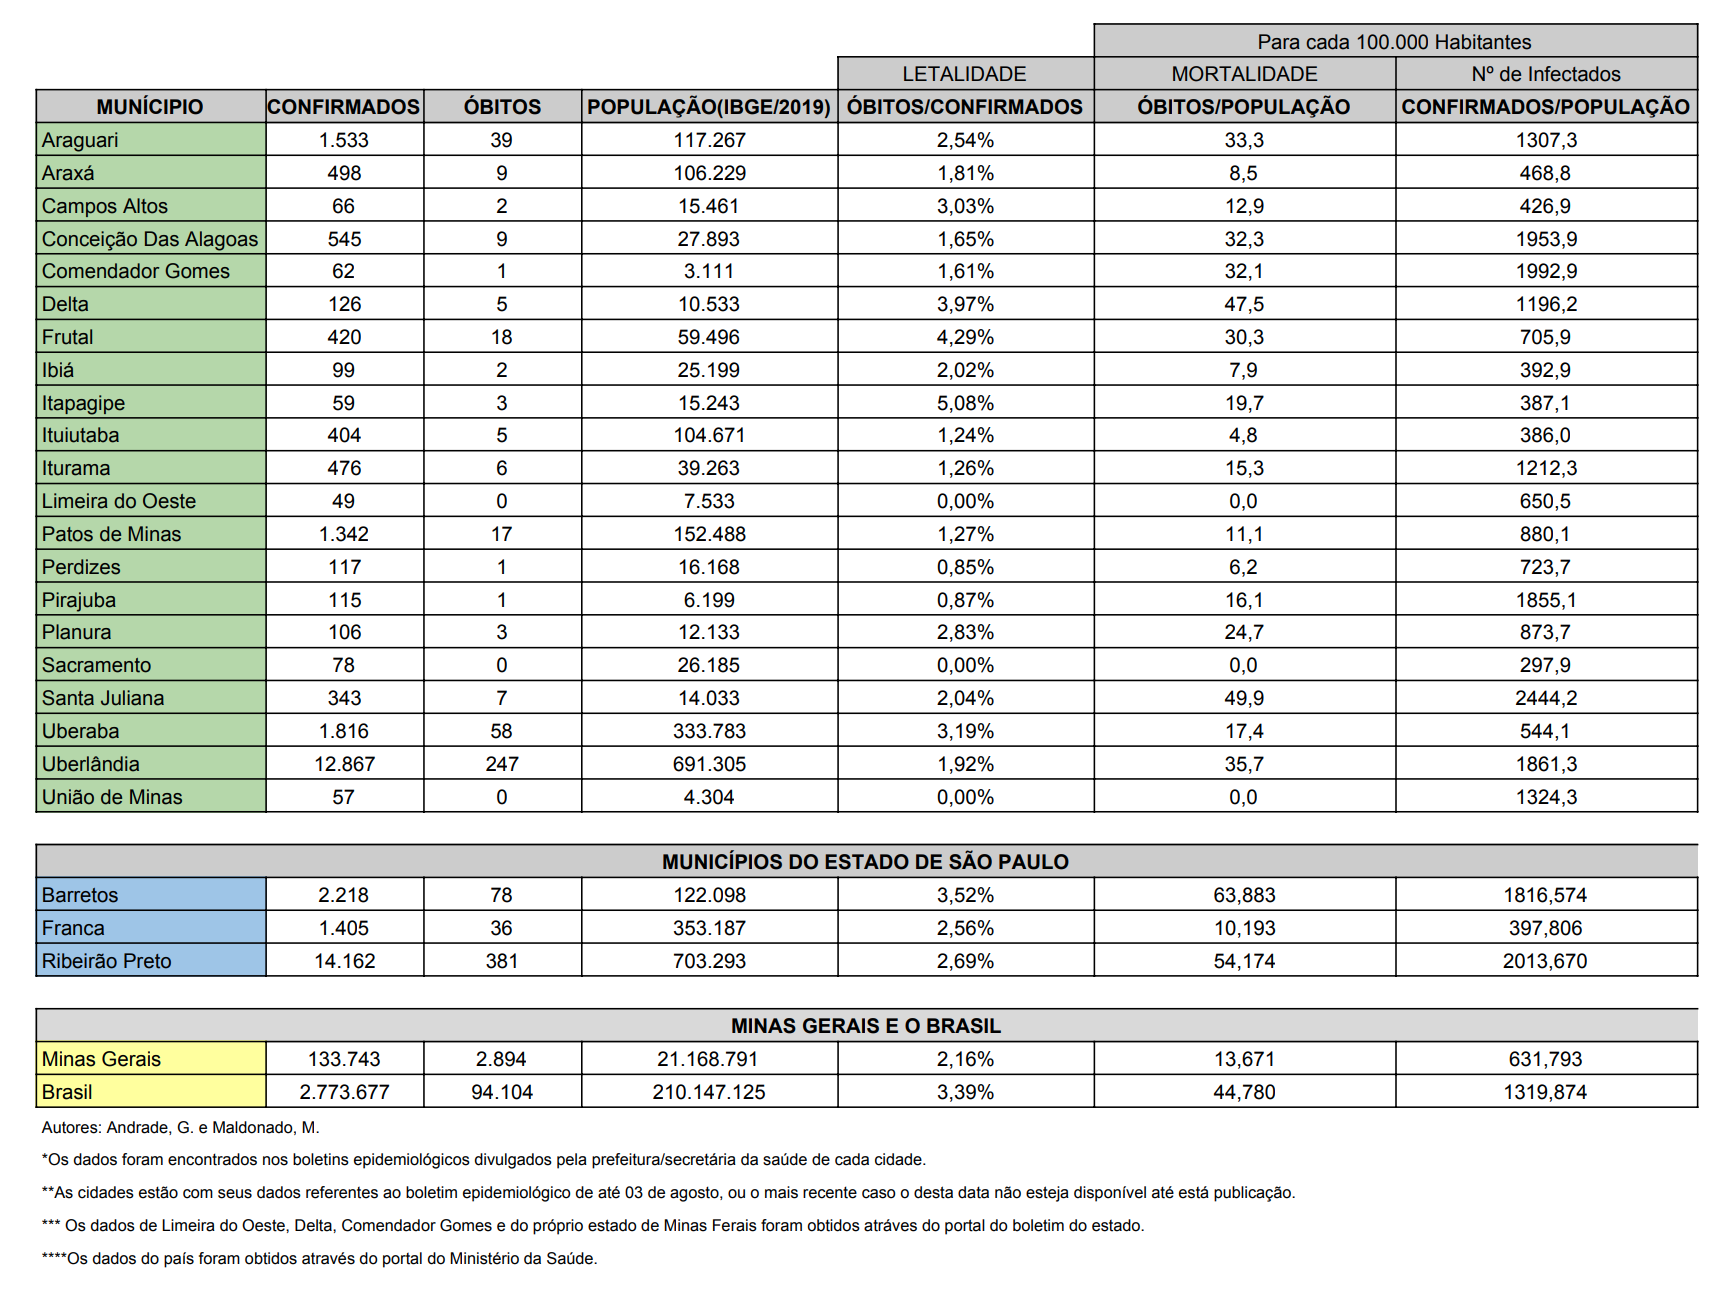 Para cada 100.000 Habitantes
LETALIDADE MORTALIDADE Nº de Infectados
MUNÍCIPIO CONFIRMADOS ÓBITOS POPULAÇÃO(IBGE/2019) ÓBITOS/CONFIRMADOS ÓBITOS/POPULAÇÃO CONFIRMADOS/POPULAÇÃO
Araguari 1.533 39 117.267 2,54% 33,3 1307,3
Araxá 498 9 106.229 1,81% 8,5 468,8
Campos Altos 66 2 15.461 3,03% 12,9 426,9
Conceição Das Alagoas 545 9 27.893 1,65% 32,3 1953,9
Comendador Gomes 62 1 3.111 1,61% 32,1 1992,9
Delta 126 5 10.533 3,97% 47,5 1196,2
Frutal 420 18 59.496 4,29% 30,3 705,9
Ibiá 99 2 25.199 2,02% 7,9 392,9
Itapagipe 59 3 15.243 5,08% 19,7 387,1
Ituiutaba 404 5 104.671 1,24% 4,8 386,0
Iturama 476 6 39.263 1,26% 15,3 1212,3
Limeira do Oeste 49 0 7.533 0,00% 0,0 650,5
Patos de Minas 1.342 17 152.488 1,27% 11,1 880,1
Perdizes 117 1 16.168 0,85% 6,2 723,7
Pirajuba 115 1 6.199 0,87% 16,1 1855,1
Planura 106 3 12.133 2,83% 24,7 873,7
Sacramento 78 0 26.185 0,00% 0,0 297,9
Santa Juliana 343 7 14.033 2,04% 49,9 2444,2
Uberaba 1.816 58 333.783 3,19% 17,4 544,1
Uberlândia 12.867 247 691.305 1,92% 35,7 1861,3
União de Minas 57 0 4.304 0,00% 0,0 1324,3
MUNICÍPIOS DO ESTADO DE SÃO PAULO
Barretos 2.218 78 122.098 3,52% 63,883 1816,574
Franca 1.405 36 353.187 2,56% 10,193 397,806
Ribeirão Preto 14.162 381 703.293 2,69% 54,174 2013,670
MINAS GERAIS E O BRASIL
Minas Gerais 133.743 2.894 21.168.791 2,16% 13,671 631,793
Brasil 2.773.677 94.104 210.147.125 3,39% 44,780 1319,874
Autores: Andrade, G. e Maldonado, M.
*Os dados foram encontrados nos boletins epidemiológicos divulgados pela prefeitura/secretária da saúde de cada cidade.
**As cidades estão com seus dados referentes ao boletim epidemiológico de até 03 de agosto, ou o mais recente caso o desta data não esteja disponível até está publicação.
*** Os dados de Limeira do Oeste, Delta, Comendador Gomes e do próprio estado de Minas Ferais foram obtidos atráves do portal do boletim do estado.
****Os dados do país foram obtidos através do portal do Ministério da Saúde.